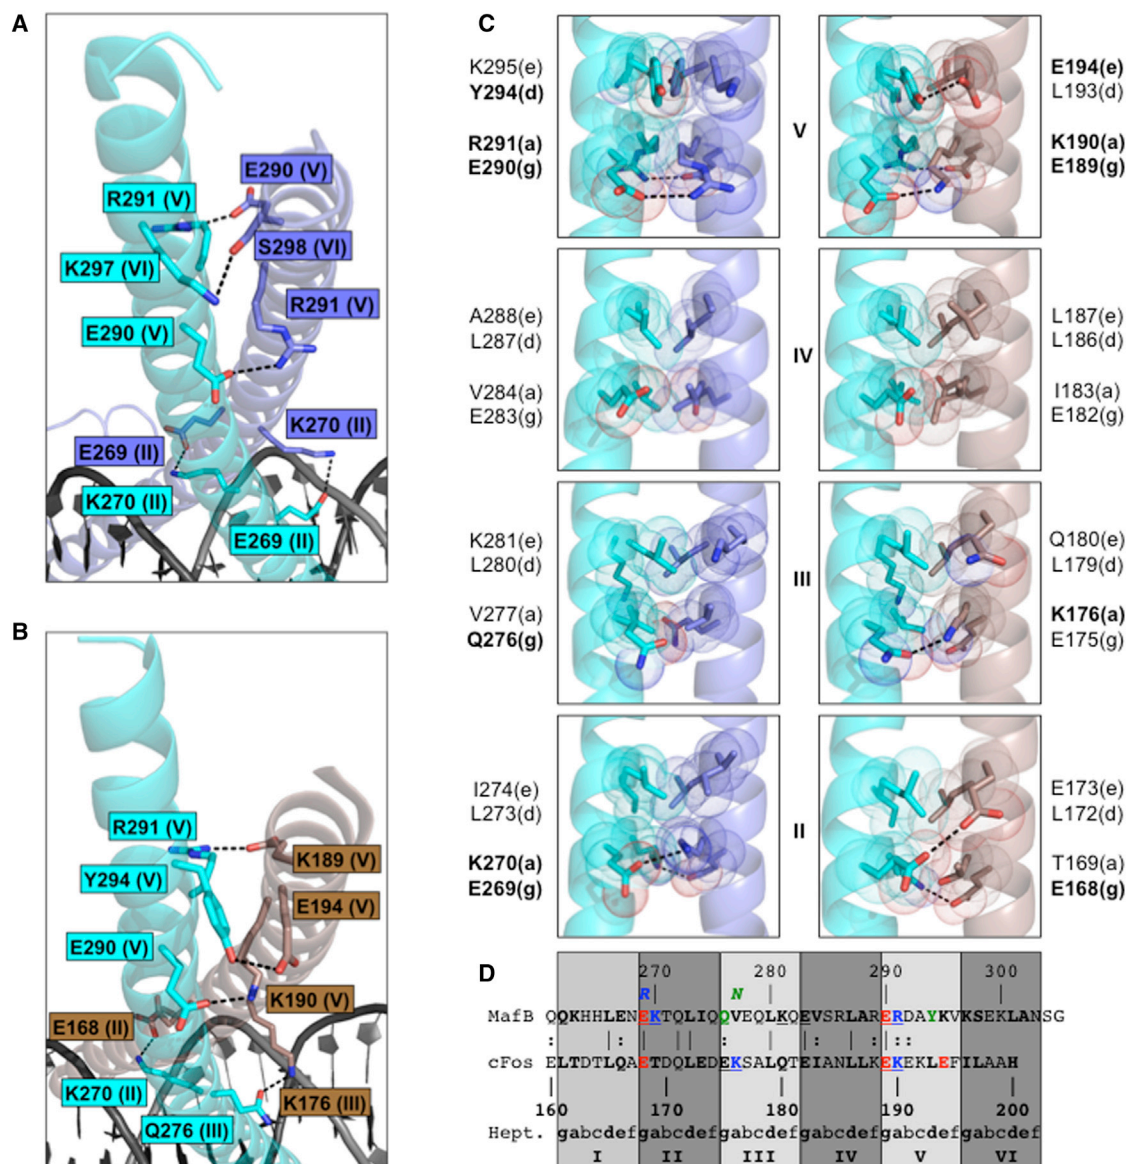 A
E290 (V)
R291 (V)
S298 (VI)
K297 (VI)
R291 (V)
E290 (V)
K270 (II)
E269 (II)
K270 (II)
E269 (II)
B
R291 (V)
K189 (V)
Y294 (V)
E194 (V)
E290 (V)
K190 (V)
E168 (II)
K270 (II)
K176 (III)
Q276 (III)
C
K295(e)
Y294(d)
R291(a)
E290(g)
V
E194(e)
L193(d)
K190(a)
E189(g)
A288(e)
L287(d)
V284(a)
E283(g)
IV
L187(e)
L186(d)
I183(a)
E182(g)
K281(e)
L280(d)
V277(a)
Q276(g)
III
Q180(e)
L179(d)
K176(a)
E175(g)
I274(e)
L273(d)
K270(a)
E269(g)
II
E173(e)
L172(d)
T169(a)
E168(g)
D
270 280 290 300
R N
MafB QQKHHLENEKTQLIQQVEQLKQEVSRLARERDAYKVKSEKLANSG
cFos ELTDTLQAETDQLEDEKSALQTEIANLLKEKEKLEFILAAH
160 170 180 190 200
Hept. gabcdefgabcdefgabcdefgabcdefgabcdefgabcdef
I II III IV V VI